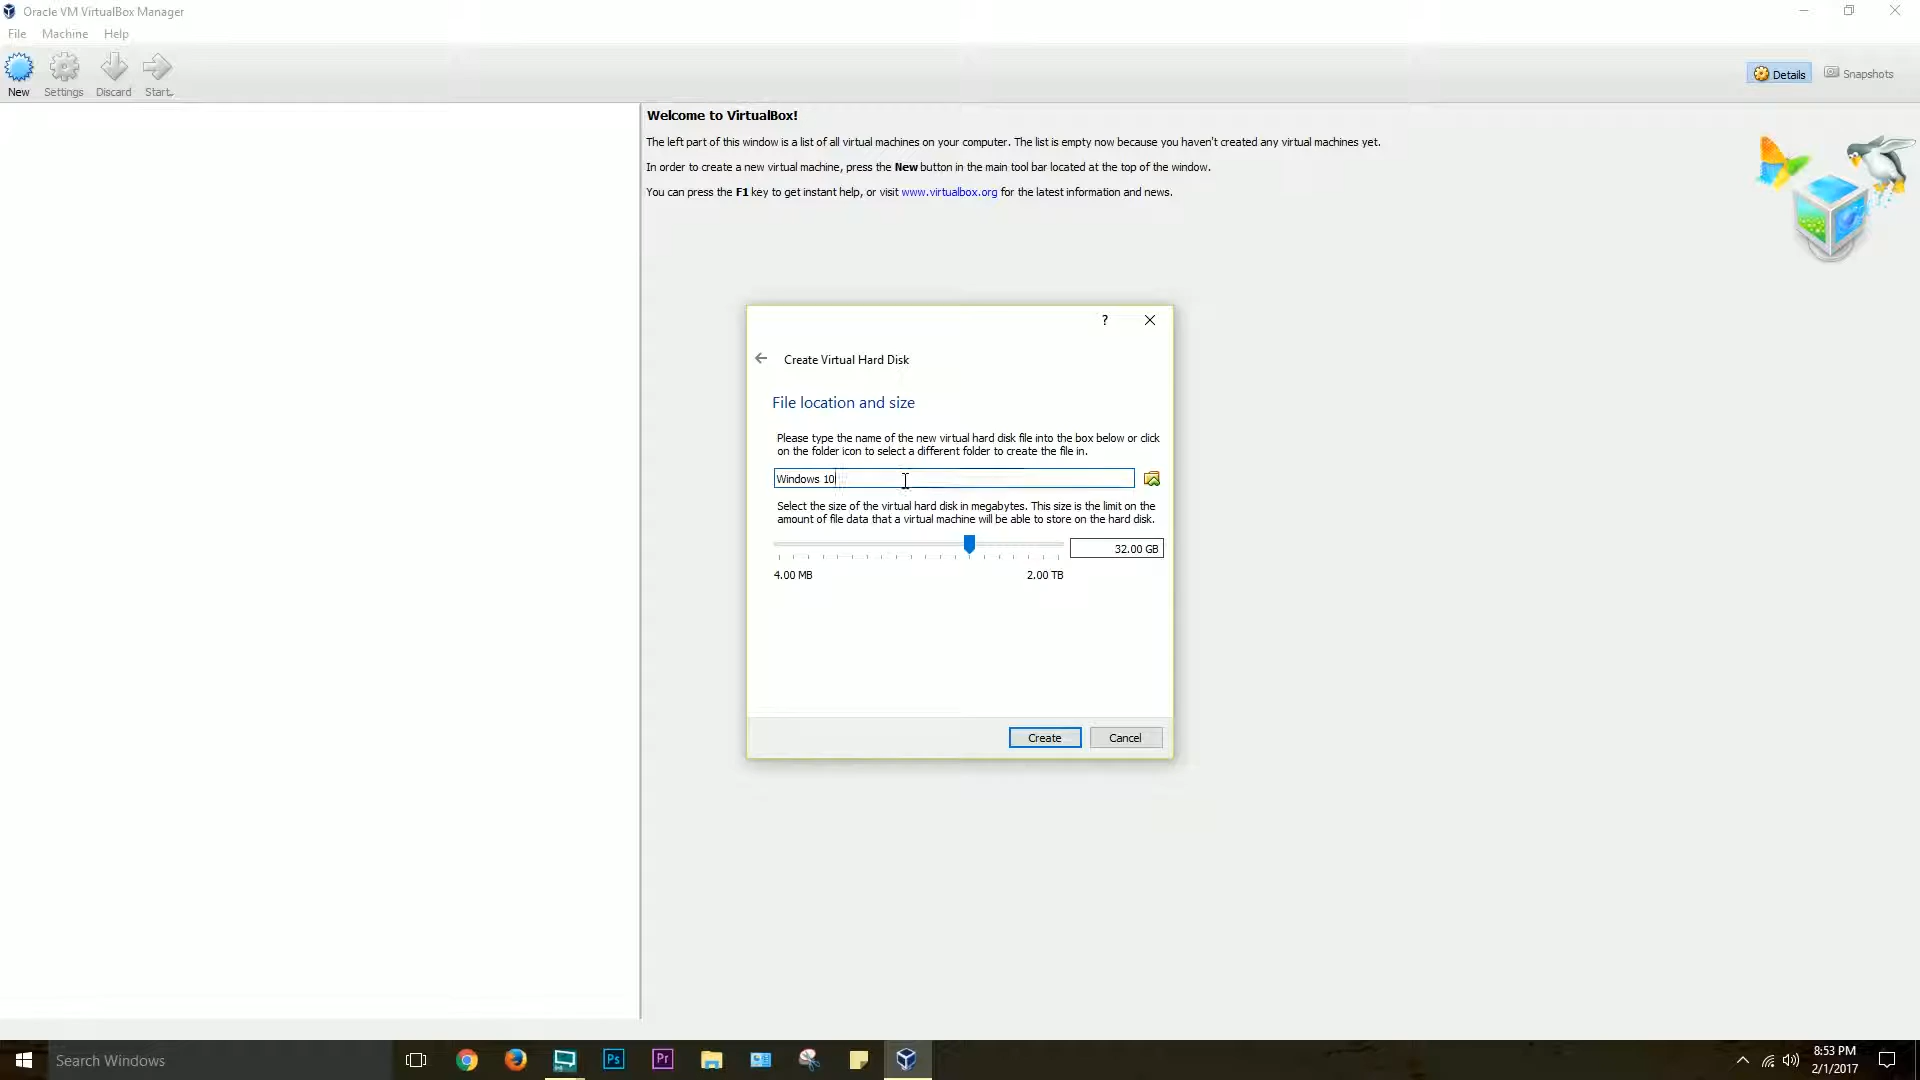 Oracle VM VirtualBox Manager
File Machine Help
New Settings Discard Start
Details Snapshots
Welcome to VirtualBox!
The left part of this window is a list of all virtual machines on your computer. The list is empty now because you haven't created any virtual machines yet.
In order to create a new virtual machine, press the New button in the main tool bar located at the top of the window.
You can press the F1 key to get instant help, or visit www.virtualbox.org for the latest information and news.
?
Create Virtual Hard Disk
File location and size
Please type the name of the new virtual hard disk file into the box below or click
on the folder icon to select a different folder to create the file in.
Windows 10
Select the size of the virtual hard disk in megabytes. This size is the limit on the
amount of file data that a virtual machine will be able to store on the hard disk.
32.00 GB
4.00 MB 2.00 TB
Create Cancel
Search Windows
Ps
Pr
8:53 PM
2/1/2017